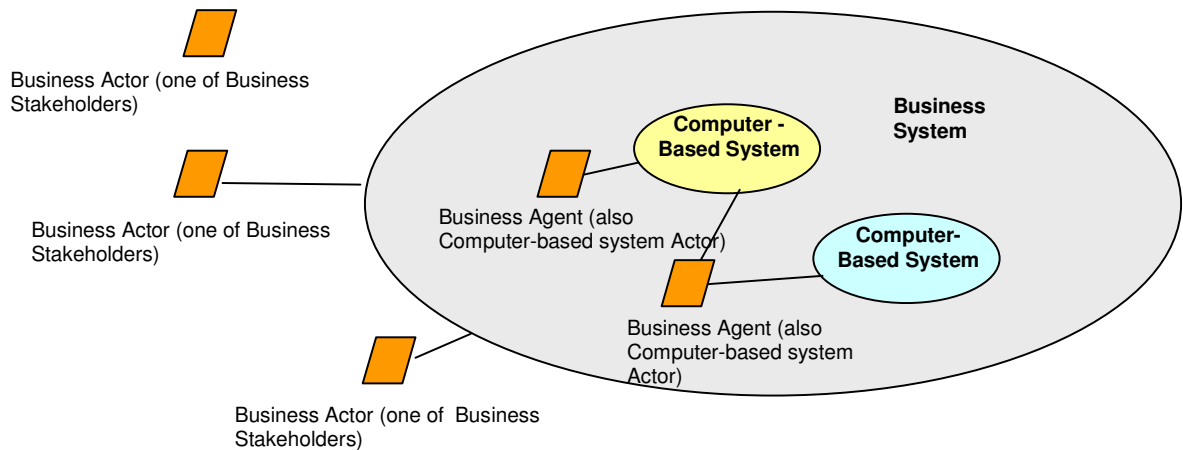 Business Actor (one of Business
Stakeholders)
Business Actor (one of Business
Stakeholders)
Business Actor (one of  Business
Stakeholders)
Business
System
Computer -
Based System
Business Agent (also
Computer-based system Actor)
Computer-
Based System
Business Agent (also
Computer-based system
Actor)